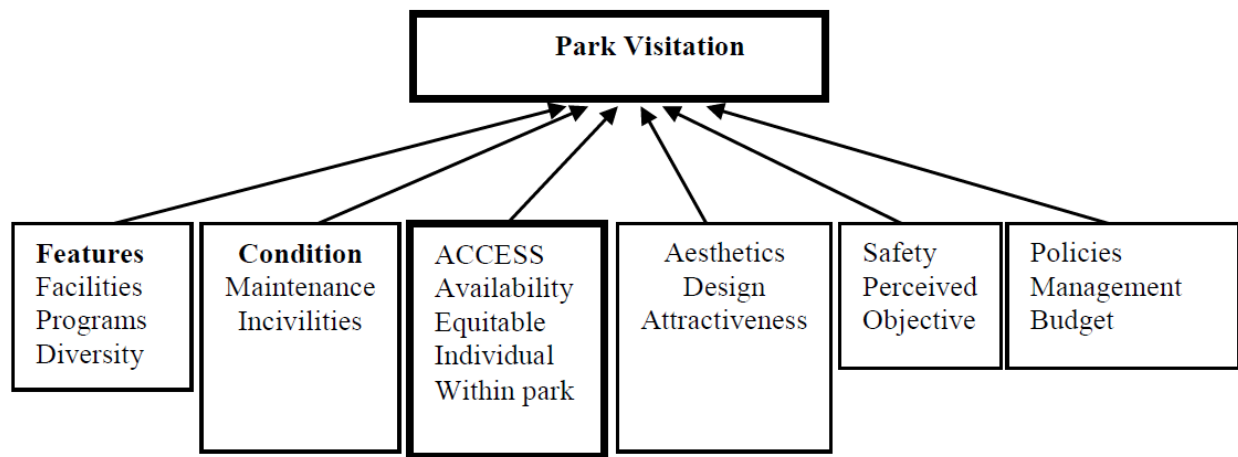 Park Visitation
Features
Facilities
Programs
Diversity
Condition
Maintenance
Incivilities
ACCESS
Availability
Equitable
Individual
Within park
Aesthetics
Design
Attractiveness
Safety
Perceived
Objective
Policies
Management
Budget